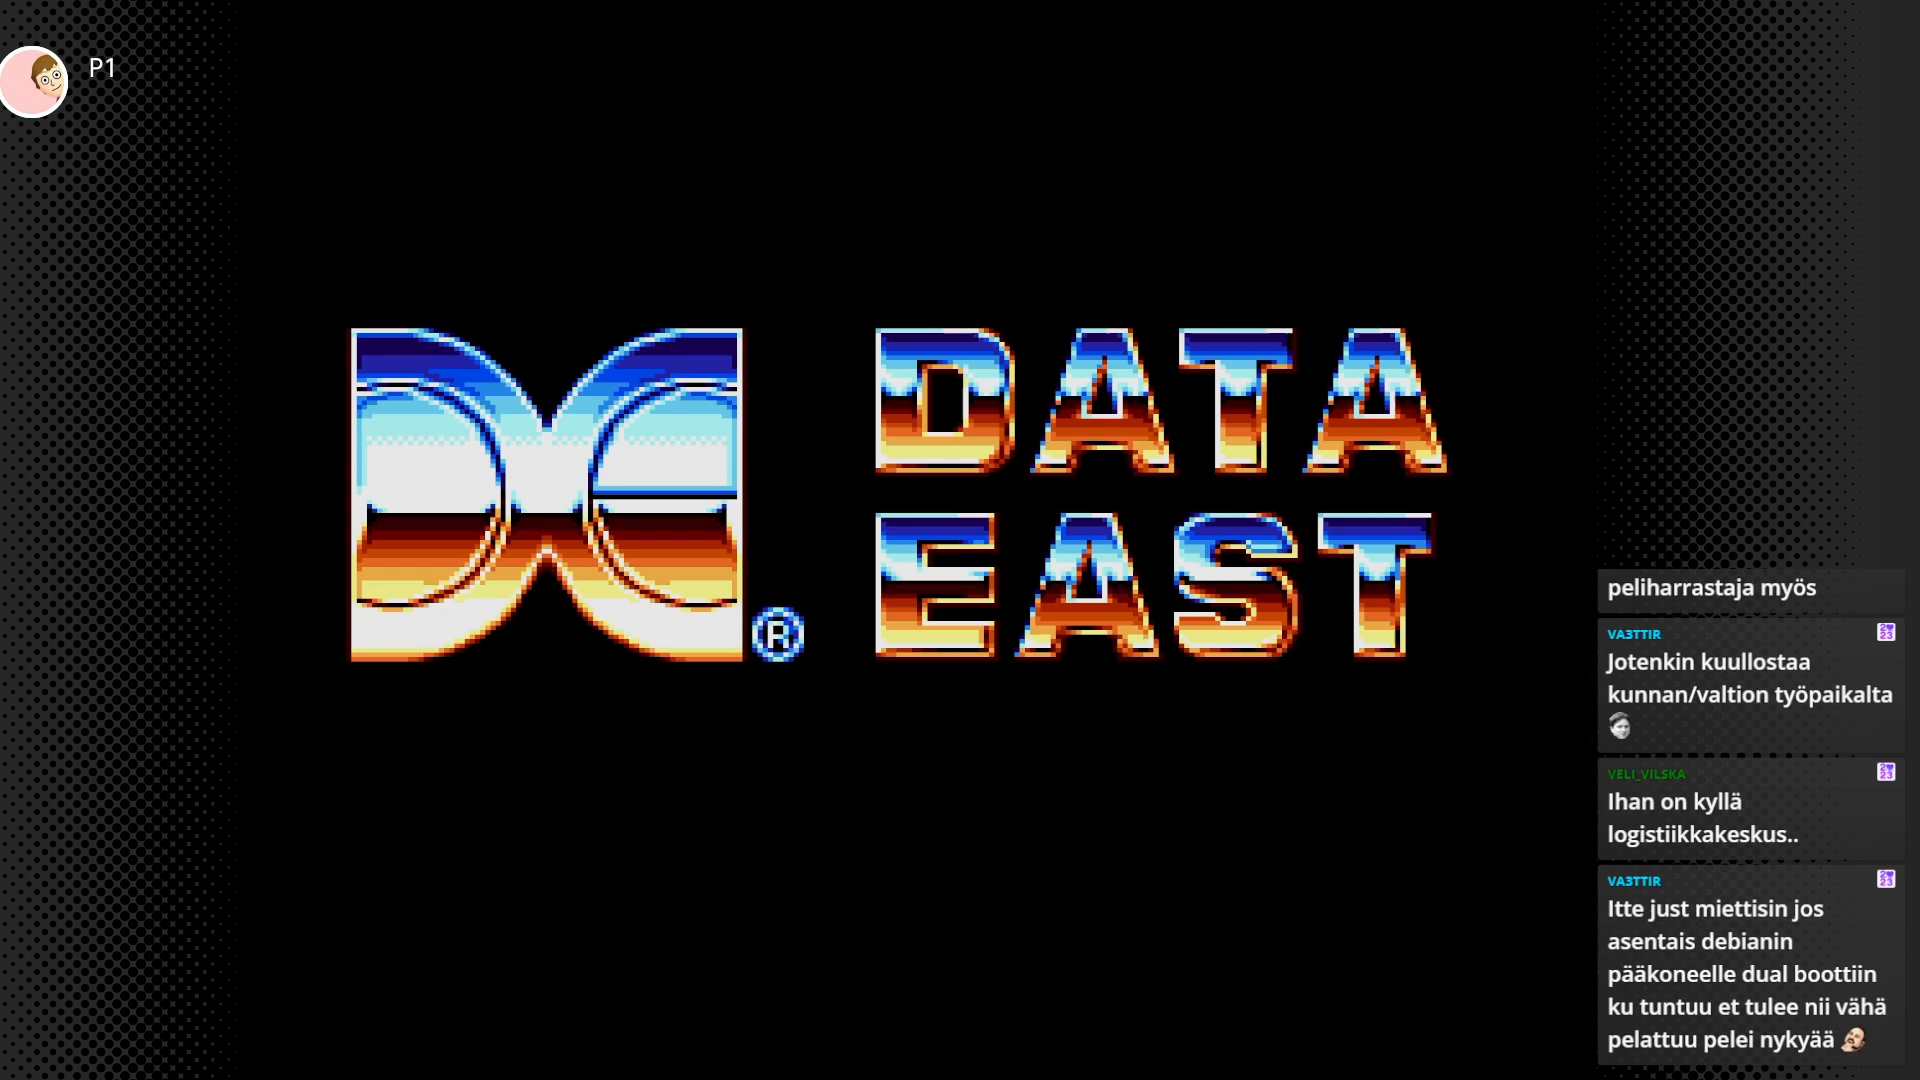 P1
DATA
EAST
®
peliharrastaja myös
VA3TTIR
Jotenkin kuullostaa
kunnan/valtion työpaikalta
VELI_VILSKA
Ihan on kyllä
logistiikkakeskus..
VA3TTIR
Itte just miettisin jos
asentais debianin
pääkoneelle dual boottiin
ku tuntuu et tulee nii vähä
pelattuu pelei nykyää